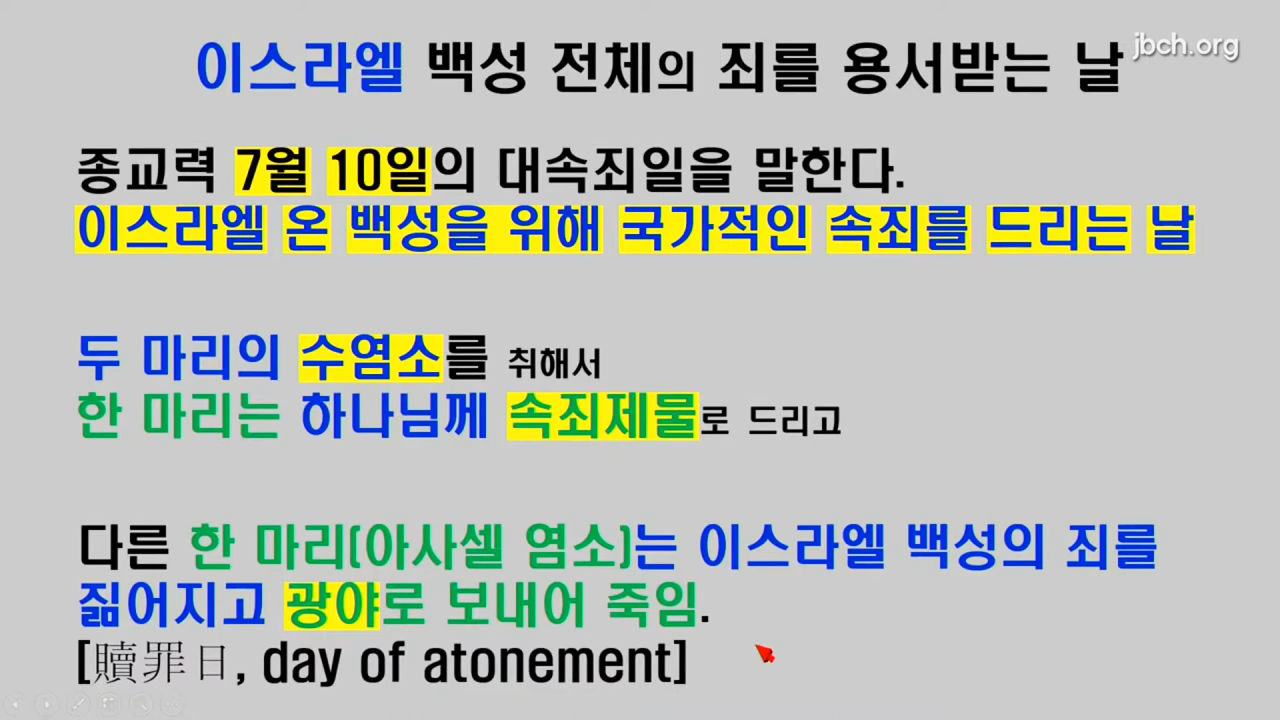 jbch.org
이스라엘 백성 전체의 죄를 용서받는 날
종교력 7월 10일의 대속죄일을 말한다.
이스라엘 온 백성을 위해 국가적인 속죄를 드리는 날
두 마리의 수염소를 취해서
한 마리는 하나님께 속죄제물로 드리고
다른 한 마리(아사셀 염소)는 이스라엘 백성의 죄를
짊어지고 광야로 보내어 죽임.
[贖罪日, day of atonement]